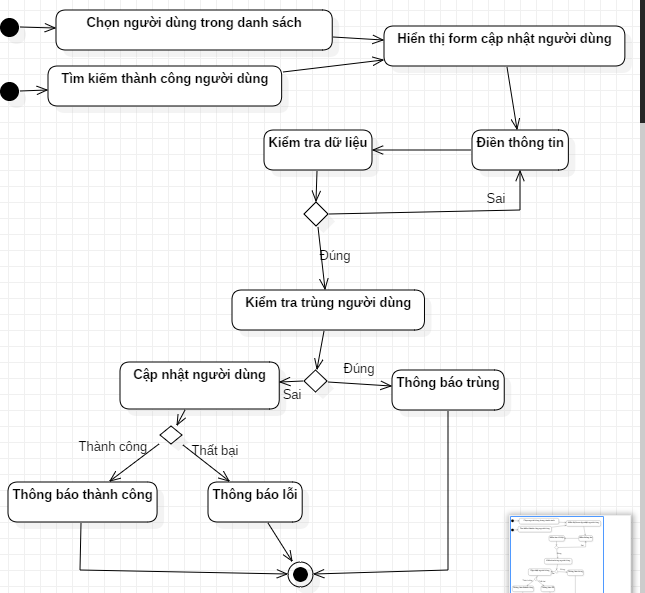 Chọn người dùng trong danh sách
Hiển thị form cập nhật người dùng
Tìm kiếm thành công người dùng
Kiểm tra dữ liệu
Điền thông tin
Sai
Đúng
Kiểm tra trùng người dùng
Cập nhật người dùng
Đúng
Thông báo trùng
Sai
Thành công
Thất bại
Thông báo thành công
Thông báo lỗi